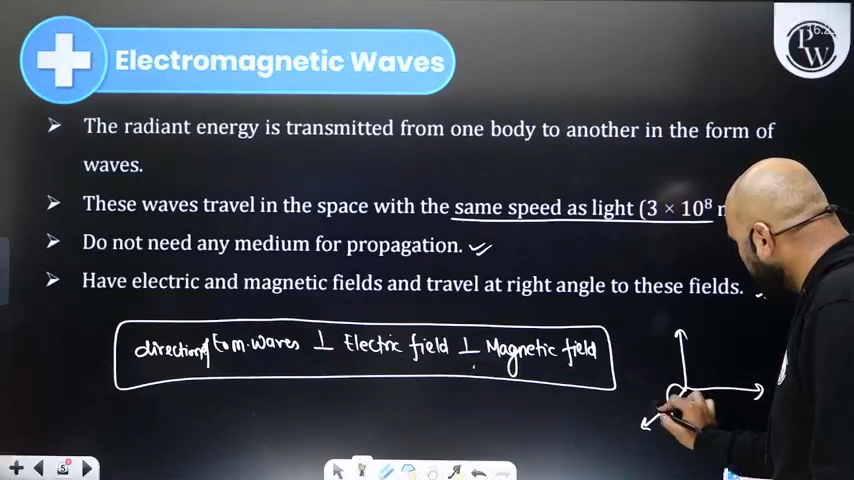 Electromagnetic Waves
The radiant energy is transmitted from one body to another in the form of
waves.
These waves travel in the space with the same speed as light (3 × 10⁸
Do not need any medium for propagation.
Have electric and magnetic fields and travel at right angle to these fields.
direction of E.m. waves ⊥ Electric field ⊥ Magnetic field
PW
5